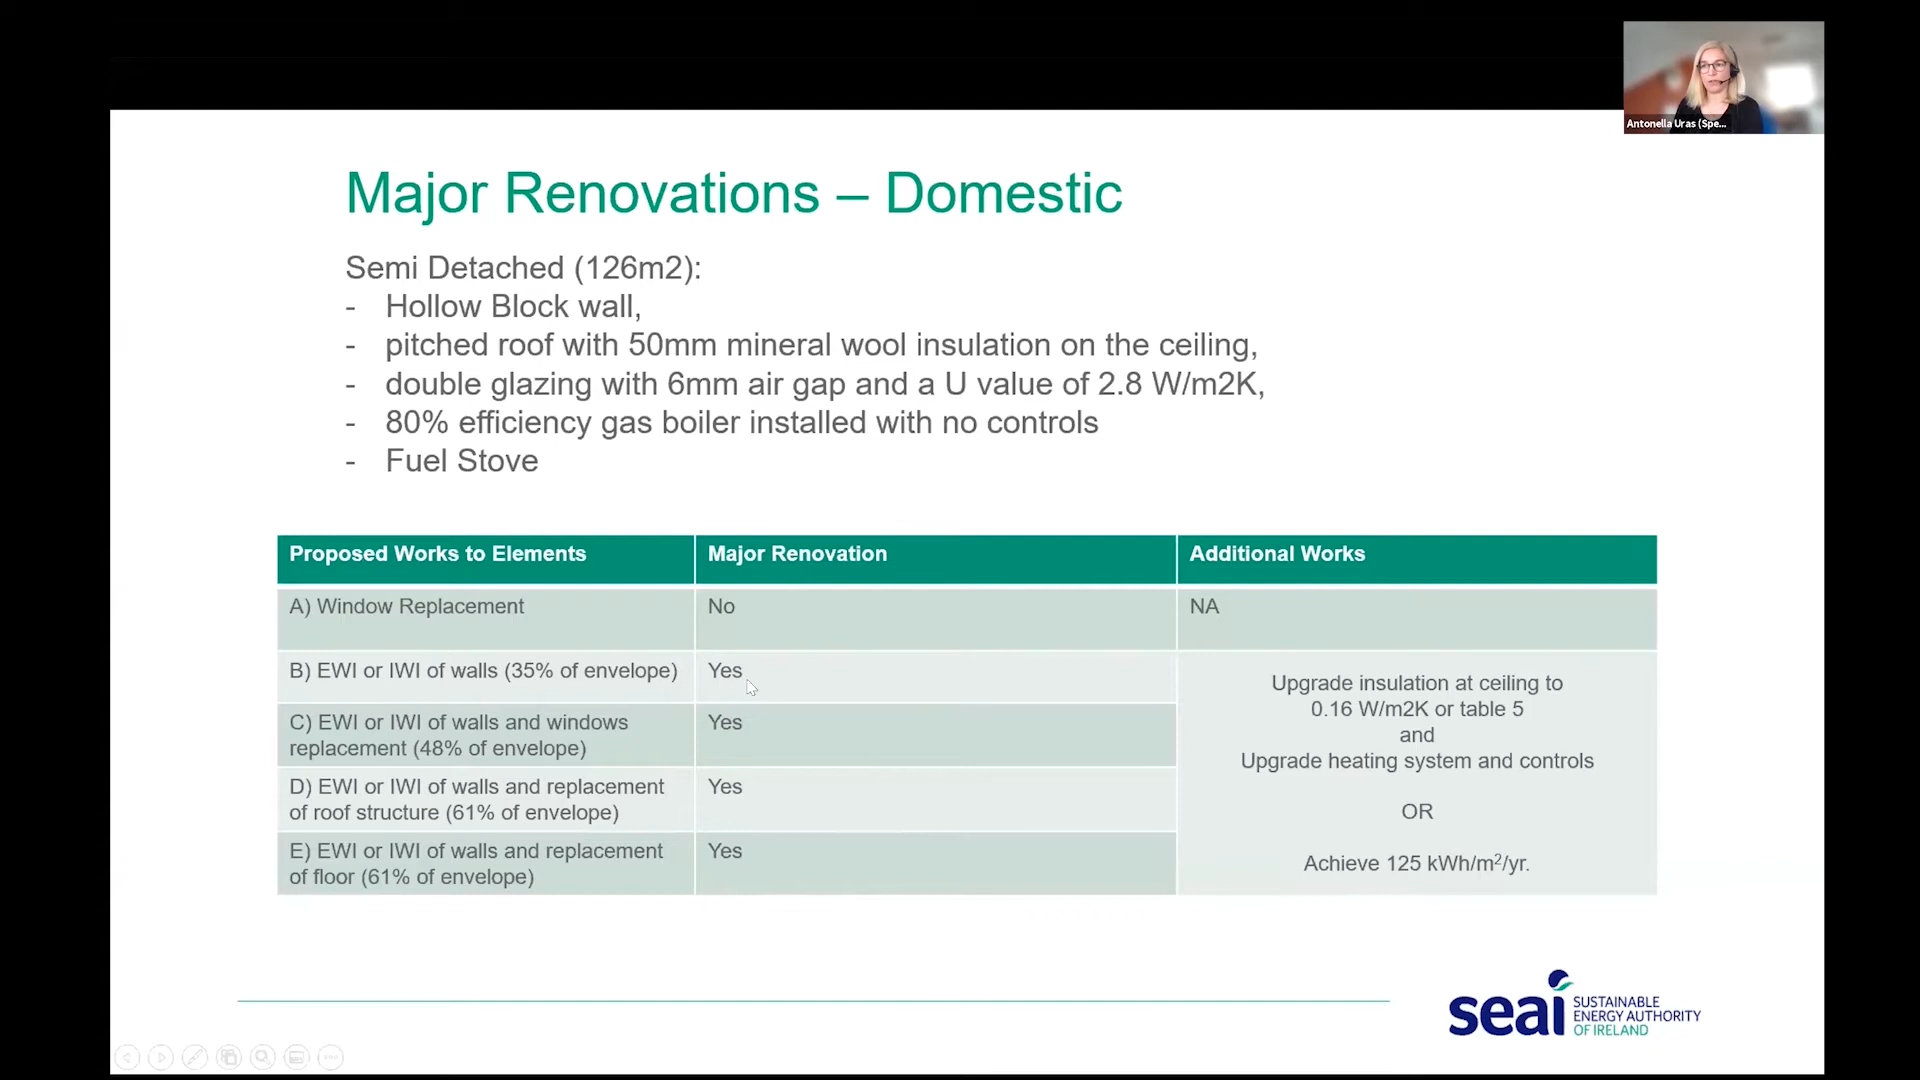 Antonella Uras (Spe...
Major Renovations – Domestic
Semi Detached (126m2):
- Hollow Block wall,
- pitched roof with 50mm mineral wool insulation on the ceiling,
- double glazing with 6mm air gap and a U value of 2.8 W/m2K,
- 80% efficiency gas boiler installed with no controls
- Fuel Stove
Proposed Works to Elements
Major Renovation
Additional Works
A) Window Replacement
No
NA
B) EWI or IWI of walls (35% of envelope)
Yes
C) EWI or IWI of walls and windows
replacement (48% of envelope)
Yes
D) EWI or IWI of walls and replacement
of roof structure (61% of envelope)
Yes
E) EWI or IWI of walls and replacement
of floor (61% of envelope)
Yes
Upgrade insulation at ceiling to
0.16 W/m2K or table 5
and
Upgrade heating system and controls
OR
Achieve 125 kWh/m²/yr.
seai
SUSTAINABLE
ENERGY AUTHORITY
OF IRELAND